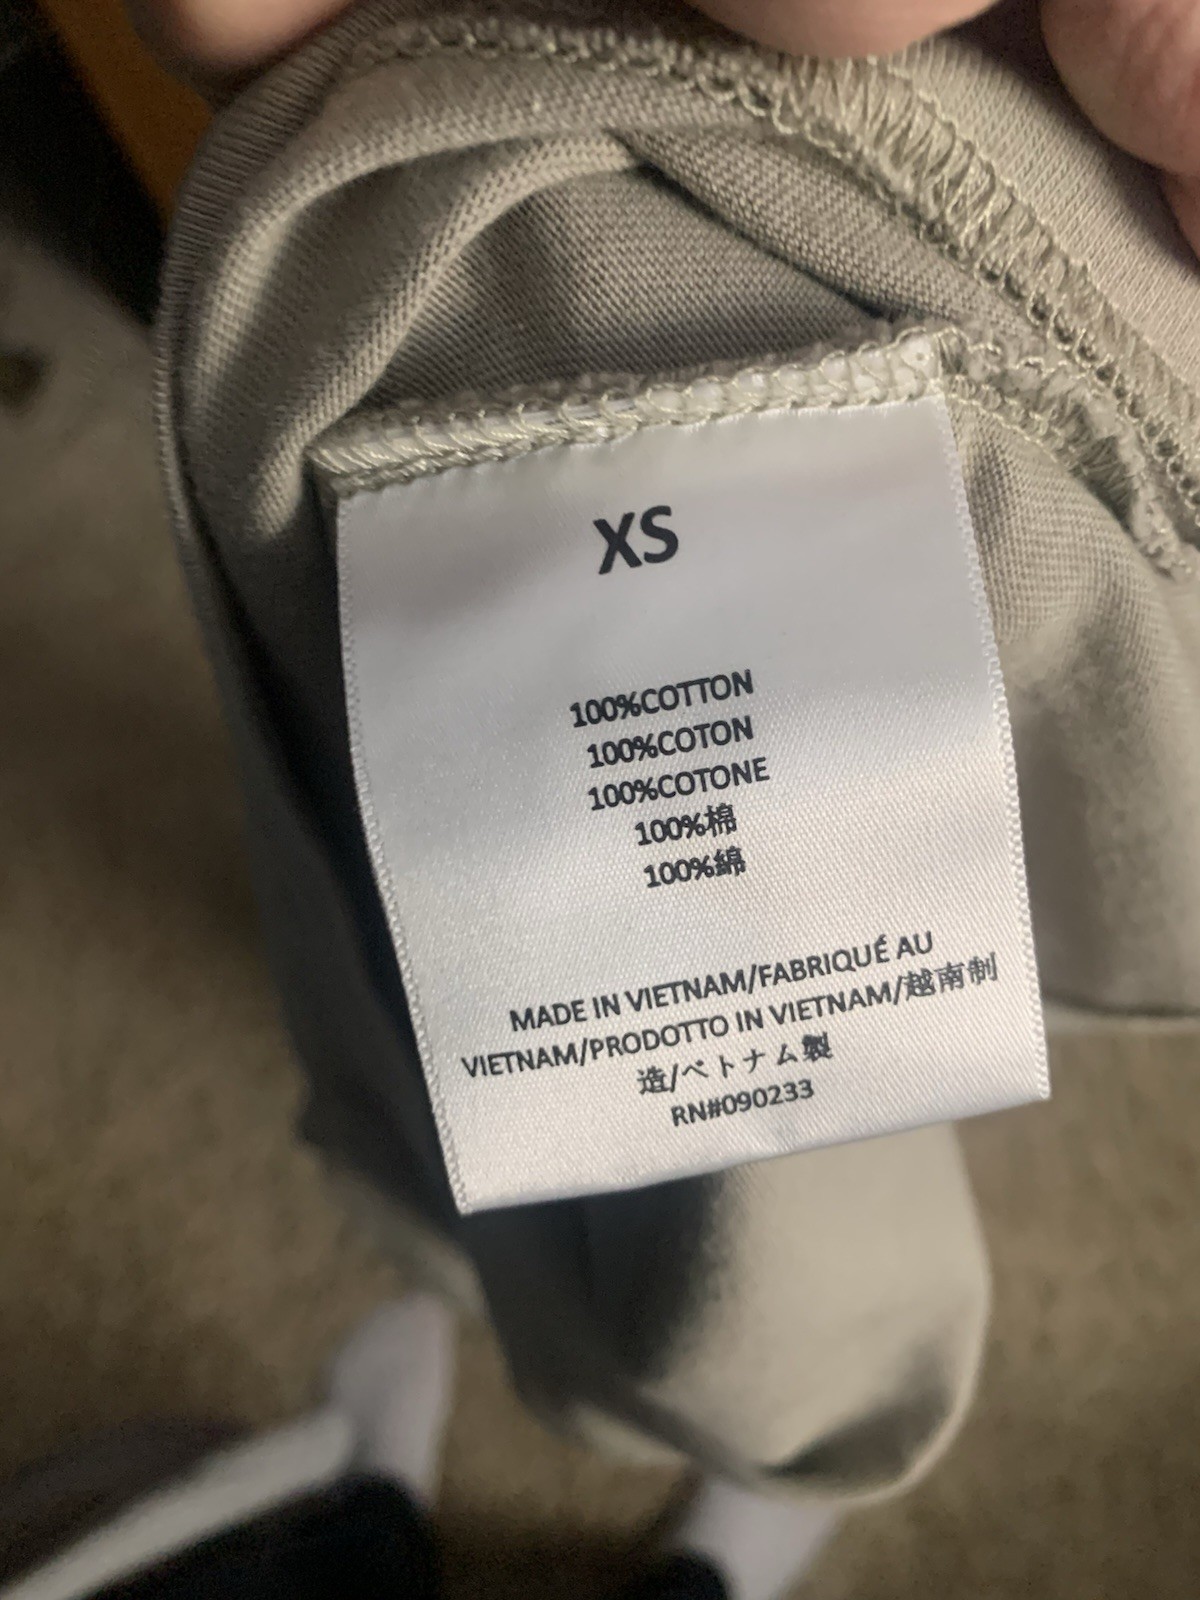 XS
100%COTTON
100%COTON
100%COTONE
100%棉
100%綿
MADE IN VIETNAM/FABRIQUÉ AU
VIETNAM/PRODOTTO IN VIETNAM/越南制
造/ベトナム製
RN#090233